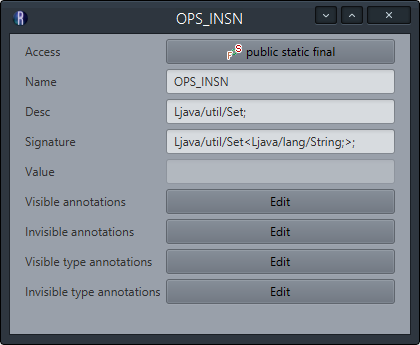 OPS_INSN
Access
public static final
Name
OPS_INSN
Desc
Ljava/util/Set;
Signature
Ljava/util/Set<Ljava/lang/String;>;
Value
Visible annotations
Edit
Invisible annotations
Edit
Visible type annotations
Edit
Invisible type annotations
Edit